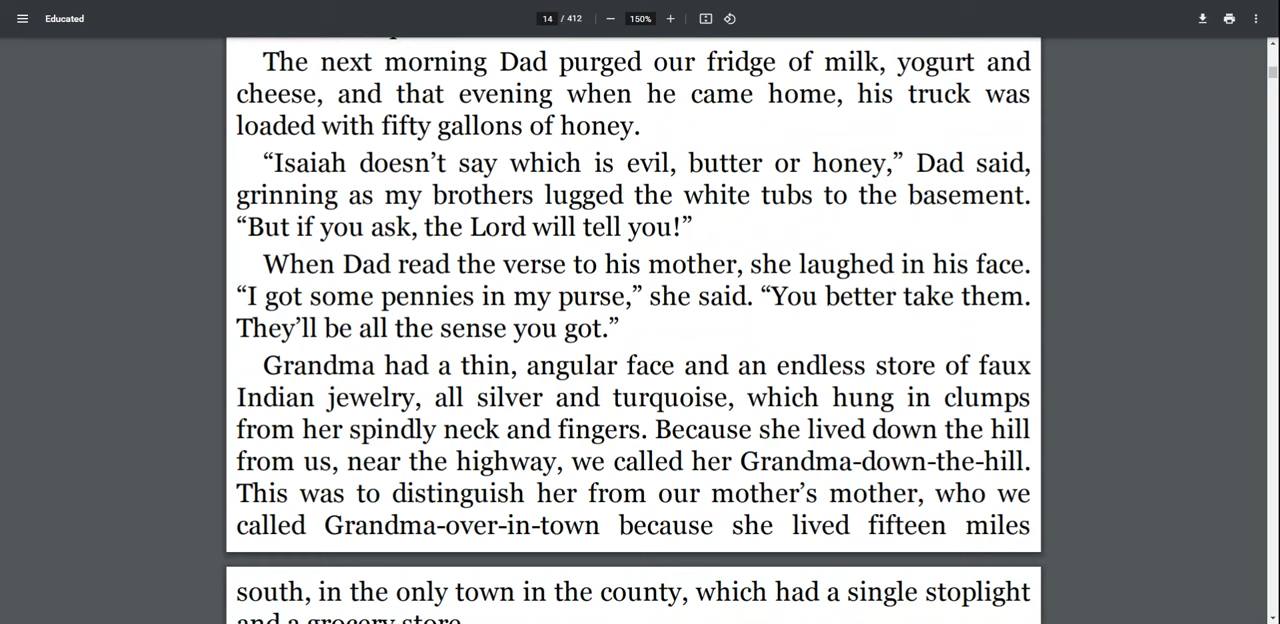 Educated
14 / 412
150%
The next morning Dad purged our fridge of milk, yogurt and
cheese, and that evening when he came home, his truck was
loaded with fifty gallons of honey.
“Isaiah doesn’t say which is evil, butter or honey,” Dad said,
grinning as my brothers lugged the white tubs to the basement.
“But if you ask, the Lord will tell you!”
When Dad read the verse to his mother, she laughed in his face.
“I got some pennies in my purse,” she said. “You better take them.
They’ll be all the sense you got.”
Grandma had a thin, angular face and an endless store of faux
Indian jewelry, all silver and turquoise, which hung in clumps
from her spindly neck and fingers. Because she lived down the hill
from us, near the highway, we called her Grandma-down-the-hill.
This was to distinguish her from our mother’s mother, who we
called Grandma-over-in-town because she lived fifteen miles
south, in the only town in the county, which had a single stoplight
and a grocery store.